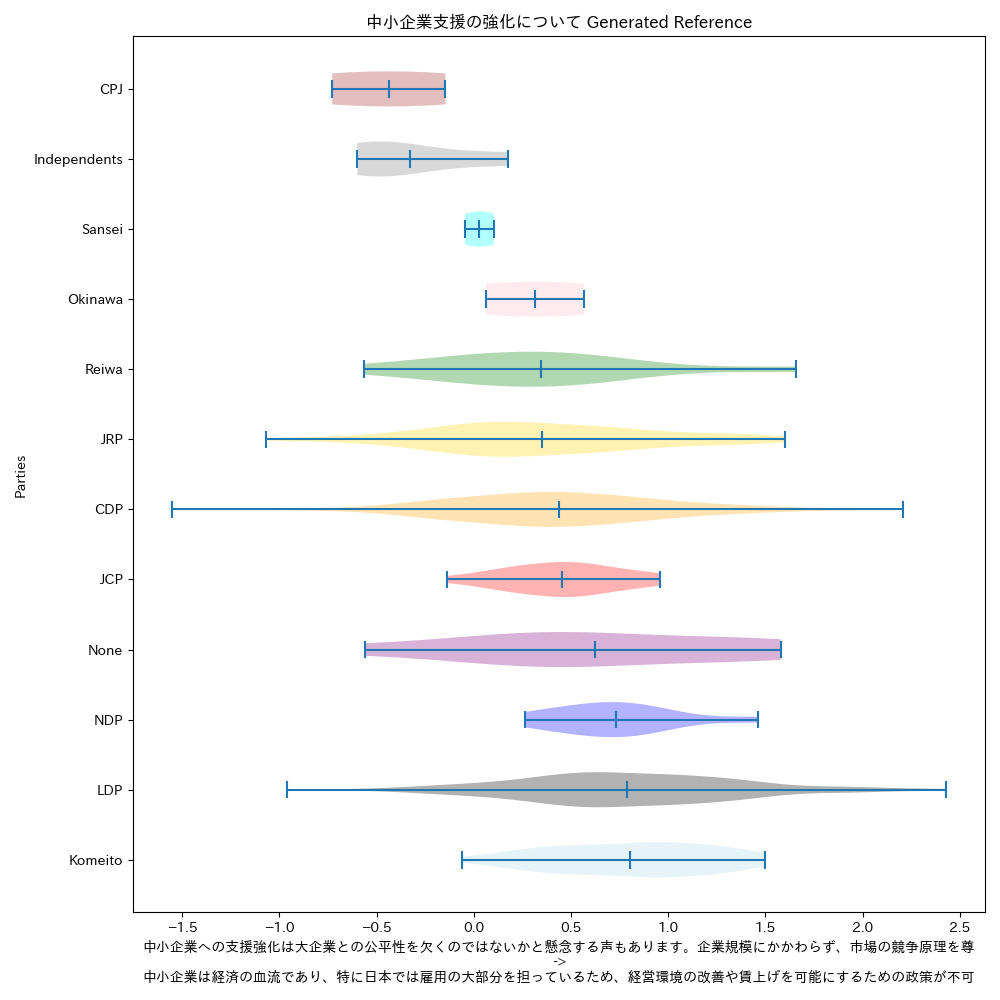 中小企業支援の強化について Generated Reference
CPJ
Independents
Sansei
Okinawa
Reiwa
JRP
CDP
JCP
None
NDP
LDP
Komeito
Parties
−1.5 −1.0 −0.5 0.0 0.5 1.0 1.5 2.0 2.5
中小企業への支援強化は大企業との公平性を欠くのではないかと懸念する声もあります。企業規模にかかわらず、市場の競争原理を尊
->
中小企業は経済の血流であり、特に日本では雇用の大部分を担っているため、経営環境の改善や賃上げを可能にするための政策が不可